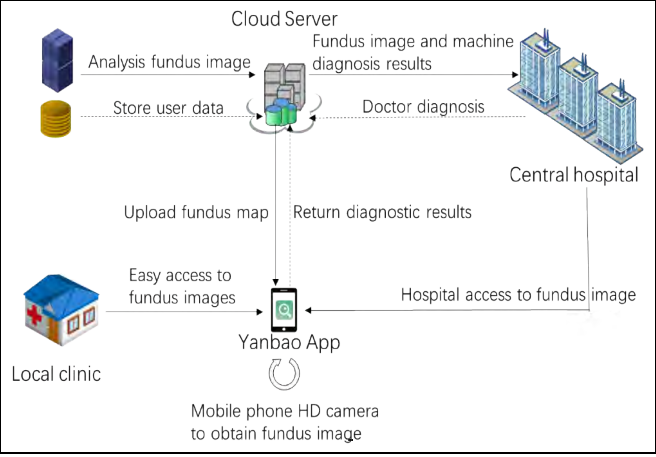 Cloud Server
Analysis fundus image
Fundus image and machine
diagnosis results
Store user data
Doctor diagnosis
Central hospital
Upload fundus map
Return diagnostic results
Easy access to
fundus images
Hospital access to fundus image
Yanbao App
Local clinic
Mobile phone HD camera
to obtain fundus image